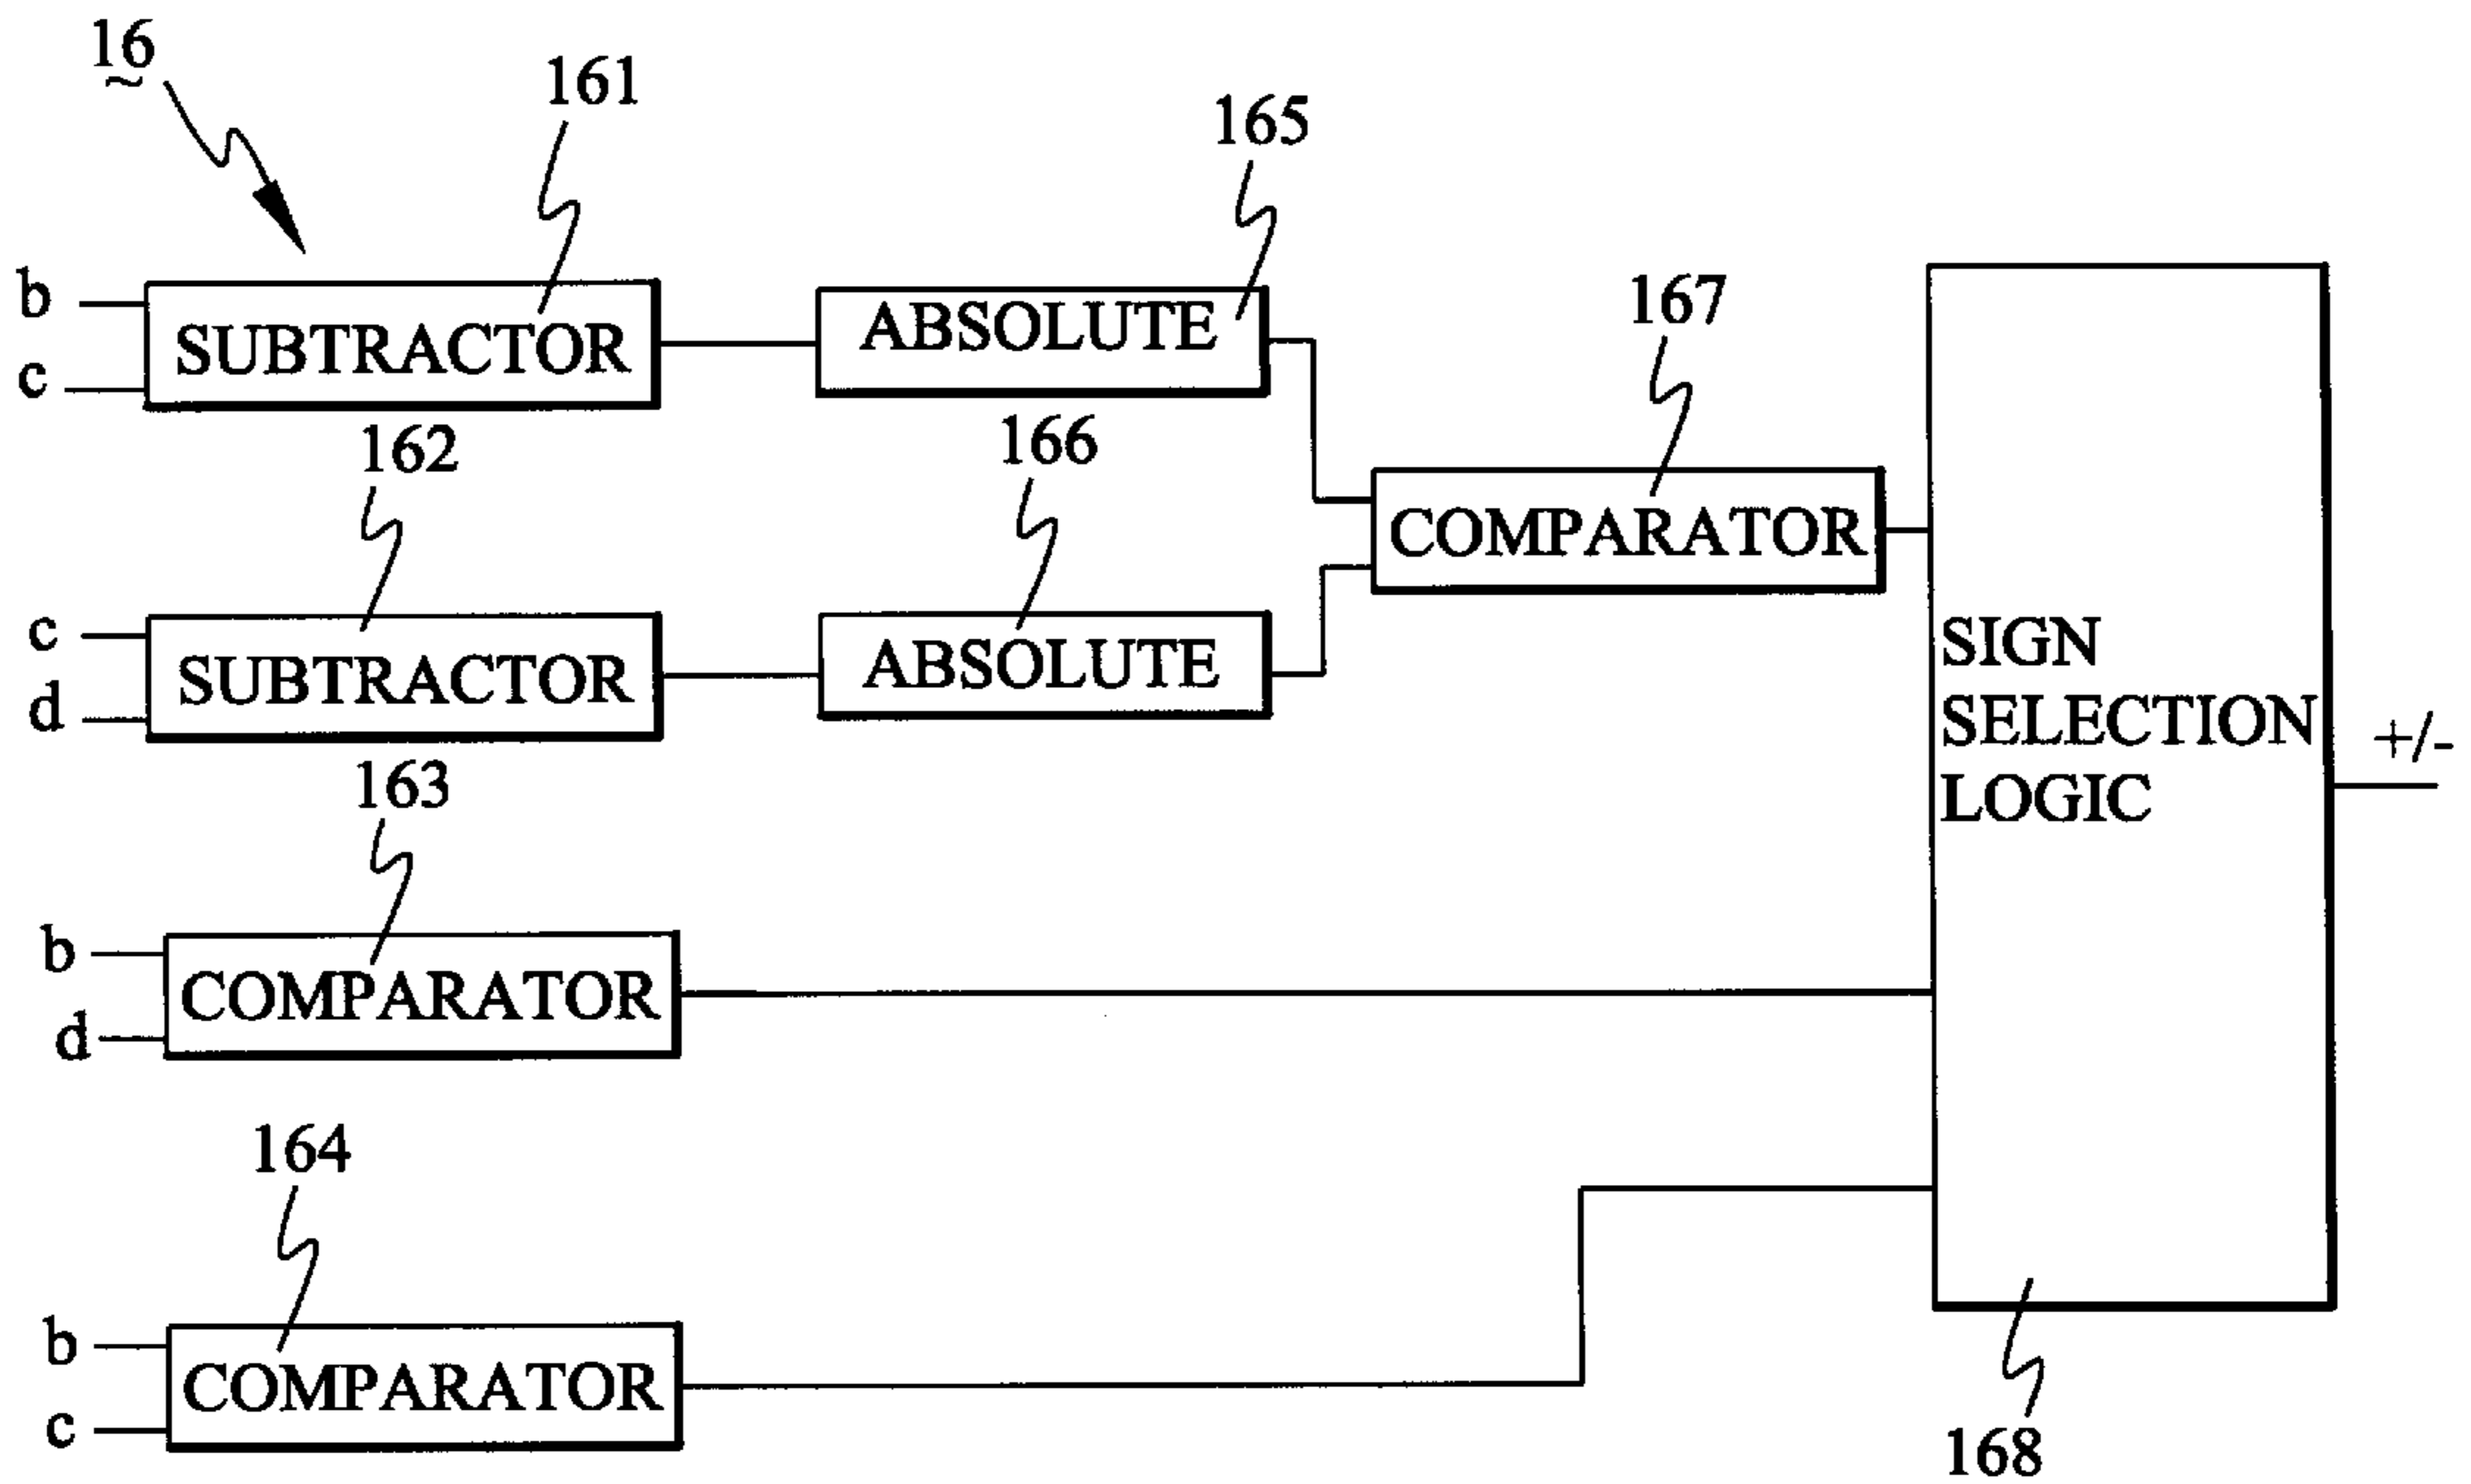 16
161
165
b
SUBTRACTOR
c
ABSOLUTE
167
162
166
COMPARATOR
c
SUBTRACTOR
d
ABSOLUTE
SIGN
SELECTION
LOGIC
+/-
163
b
COMPARATOR
d
164
b
COMPARATOR
c
168